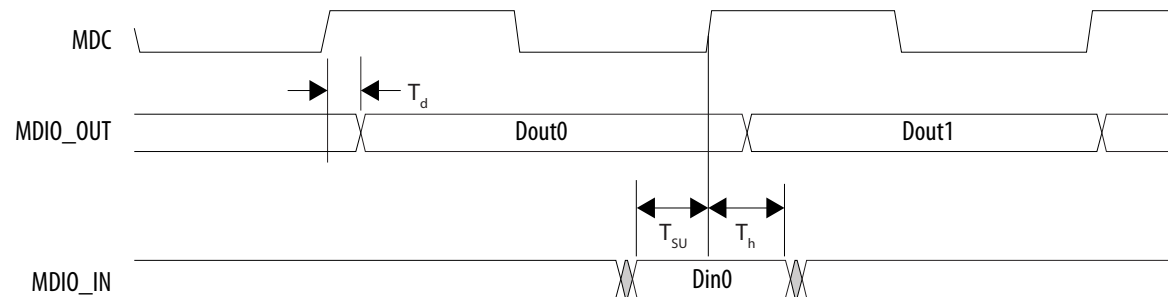 MDC
T_d
MDIO_OUT
Dout0
Dout1
T_SU
T_h
MDIO_IN
Din0